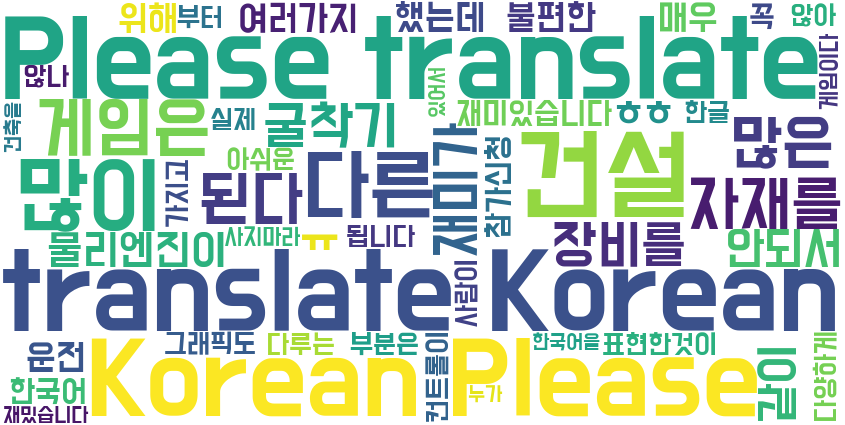 위해 부터 여러가지 했는데 불편한 매우 꼭 않아
Please translate
않나 있어서 게임이다
건축을 게임은 실제 굴착기 재미있습니다 ㅎㅎ 한글
많이 가지고 아쉬운 된다 다른 재미가 참가신청 건설 많은
자재를
물리엔진이 사지마라 ㅠ 됩니다 장비를 안되서
translate Korean
사람이
운전 그래픽도 다루는 부분은 컨트롤이 한국어을 표현한것이 같이 다양하게
한국어 Korean Please
재밌습니다 누가